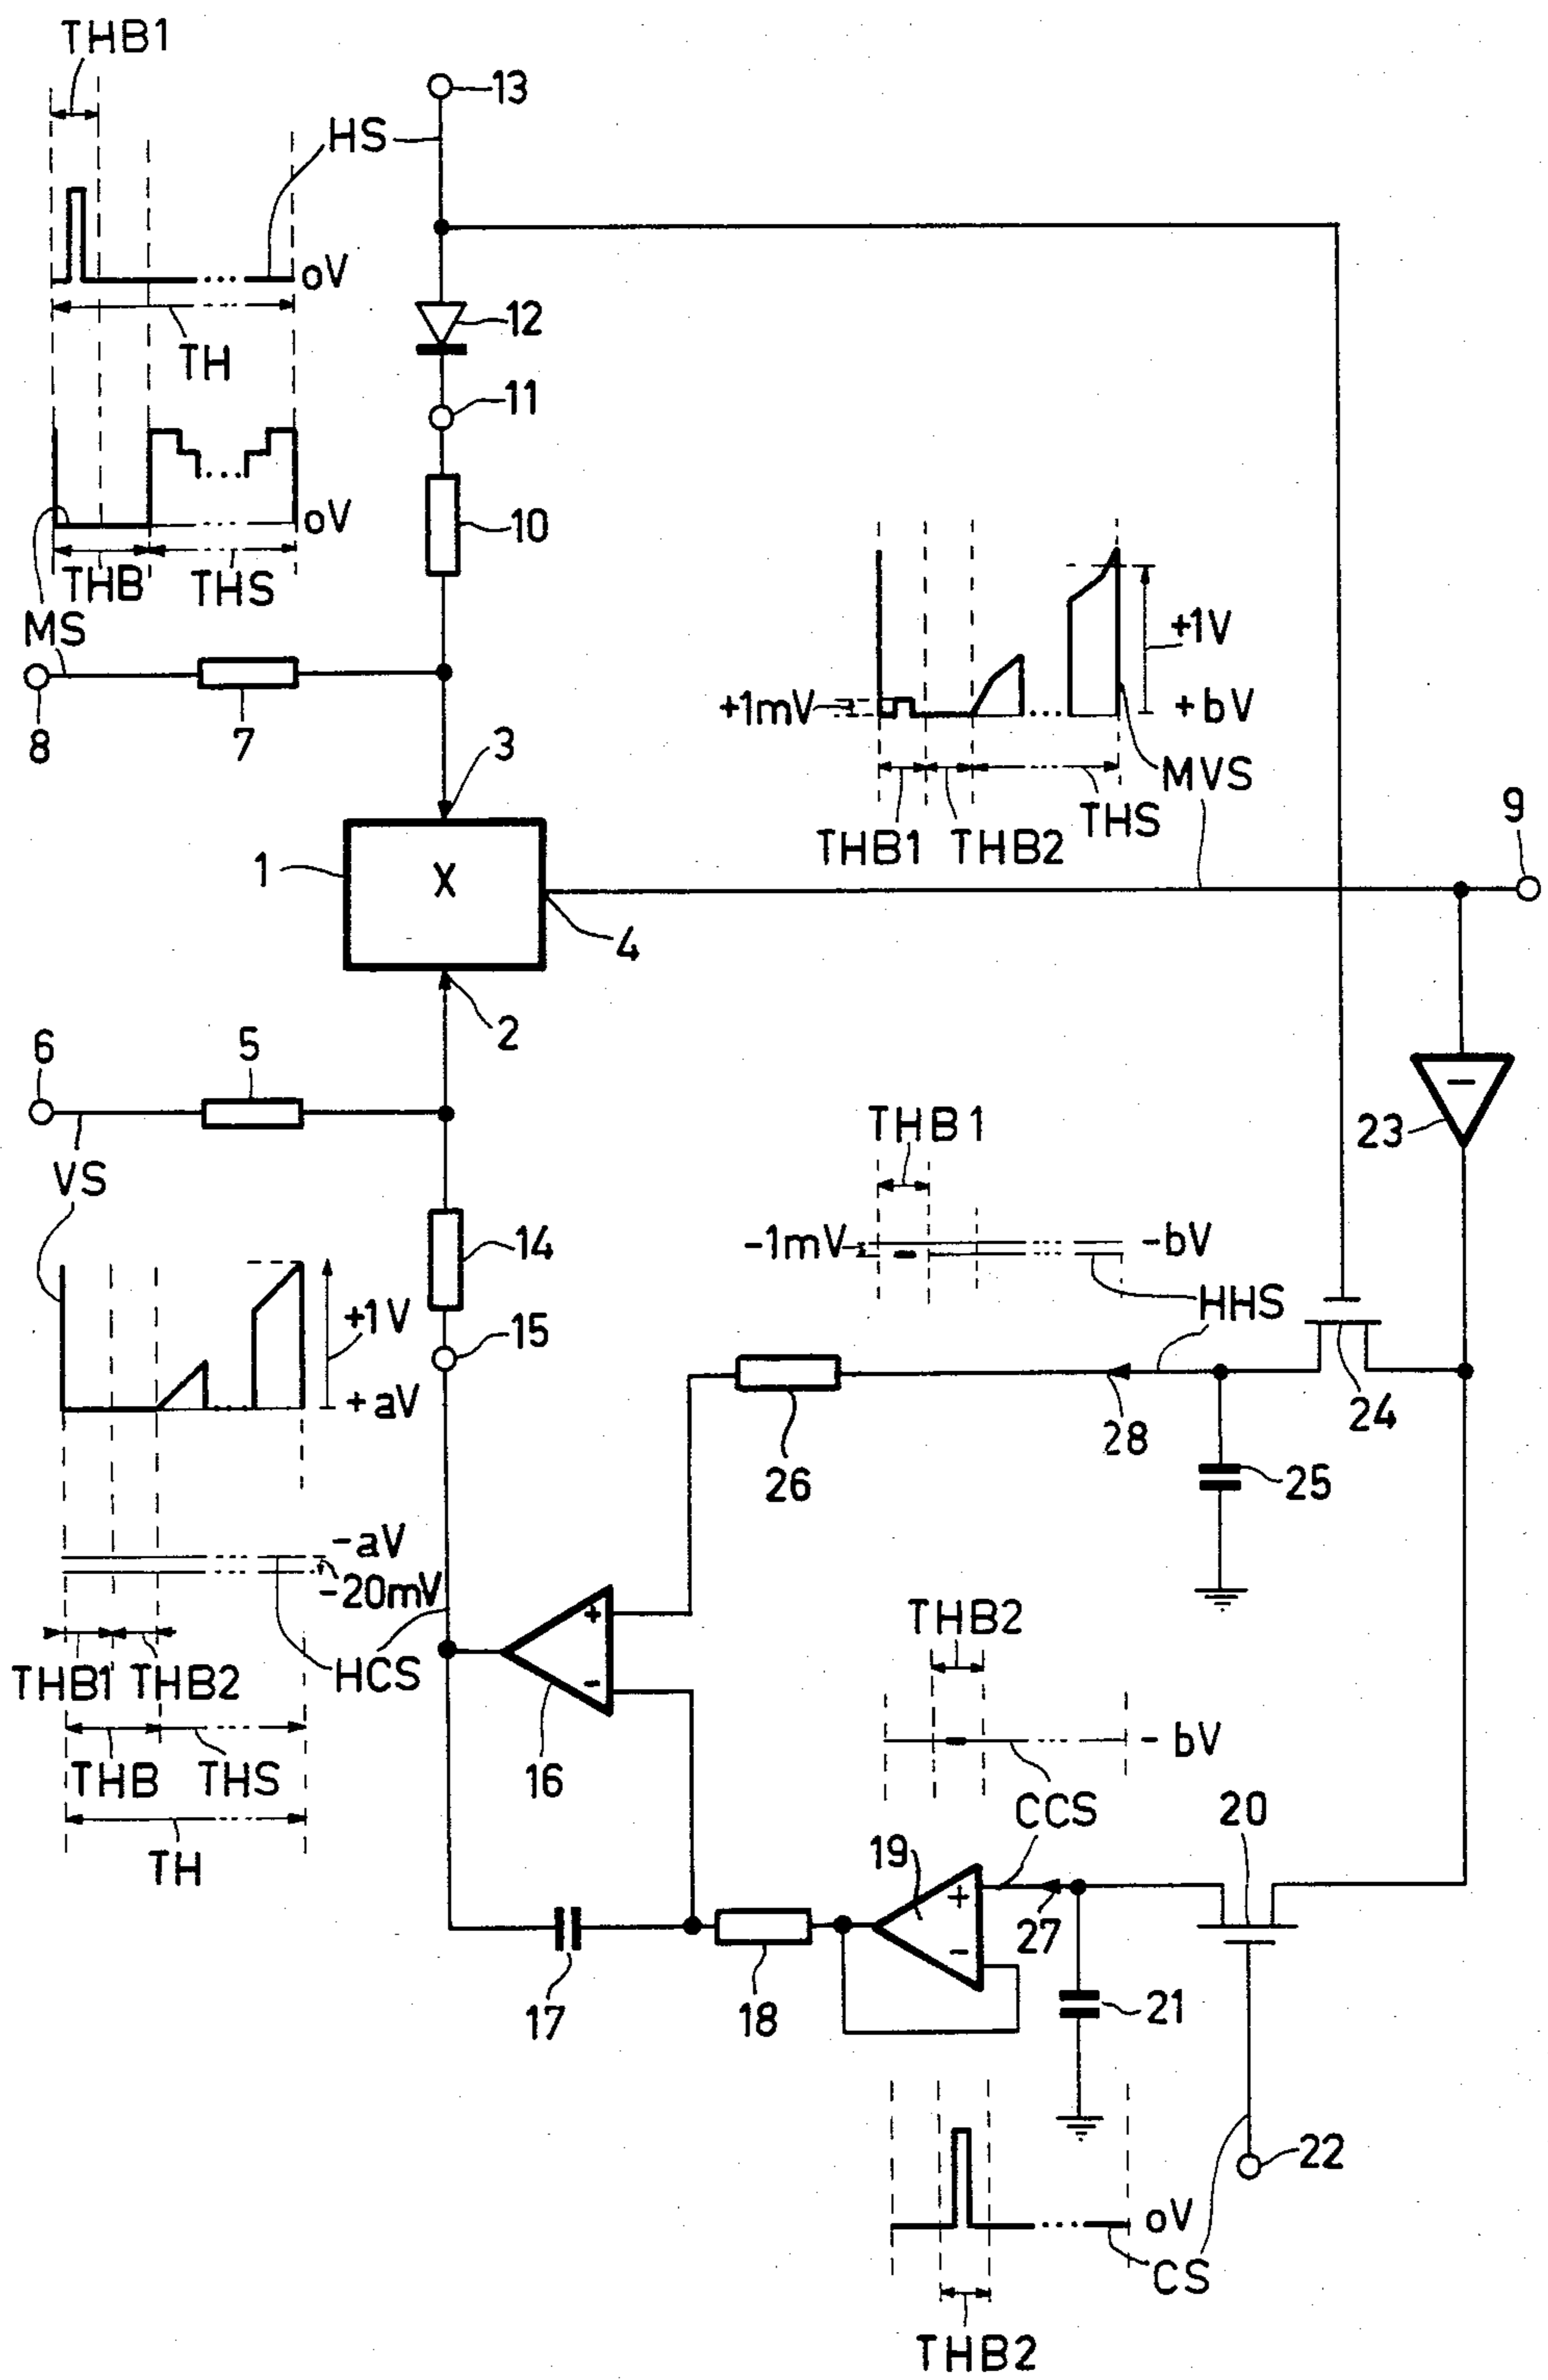 THB1
13
HS
oV
12
TH
11
oV
10
THB
THS
MS
+1V
+1mV
+bV
8
7
3
MVS
THS
9
THB1
THB2
1
X
4
2
6
5
THB1
-
23
VS
14
-1mV
-bV
HHS
15
+1V
+aV
24
28
26
25
-aV
-20mV
+
THB2
THB1
THB2
HCS
-
-bV
THB
THS
16
CCS
20
TH
19
+
27
-
17
18
21
22
oV
CS
THB2